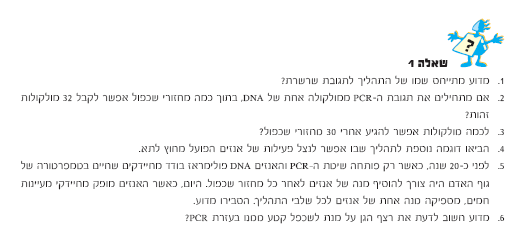 ?
שאלה 1
1. מדוע מתייחס שמו של התהליך לתגובת שרשרת?
2. אם מתחילים את תגובת ה-PCR ממולקולה אחת של DNA, בתוך כמה מחזורי שכפול אפשר לקבל 32 מולקולות
זהות?
3. לכמה מולקולות אפשר להגיע אחרי 30 מחזורי שכפול?
4. הביאו דוגמה נוספת לתהליך שבו אפשר לנצל פעילות של אנזים הפועל מחוץ לתא.
5. לפני כ-20 שנה, כאשר רק פותחה שיטת ה-PCR והאנזים DNA פולימראז בודד מחיידקים שחיים בטמפרטורה של
גוף האדם היה צורך להוסיף מנה של אנזים לאחר כל מחזור שכפול. היום, כאשר האנזים מופק מחיידקי מעיינות
חמים, מספיקה מנה אחת של אנזים לכל שלבי התהליך. הסבירו מדוע.
6. מדוע חשוב לדעת את רצף הגן על מנת לשכפל קטע ממנו בעזרת PCR?